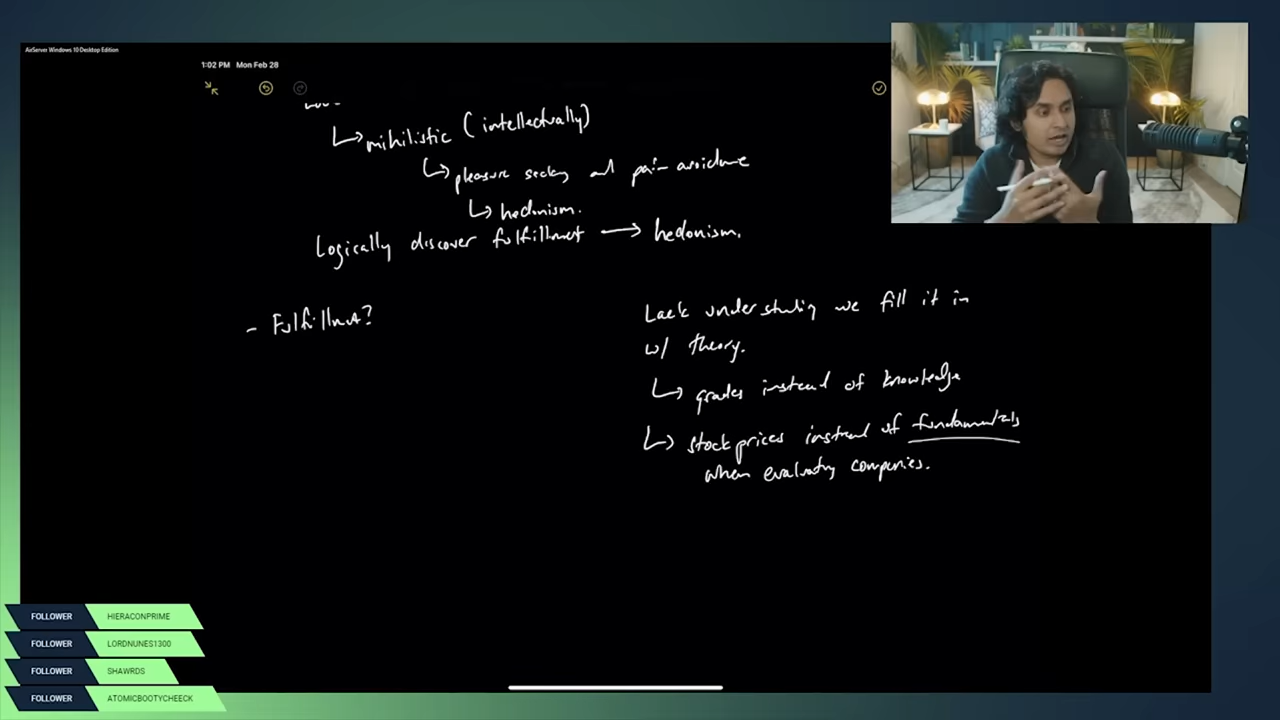 AirServer Windows 10 Desktop Edition
1:02 PM Mon Feb 28
nihilistic (intellectually)
pleasure seeking and pain avoidance
hedonism.
Logically discover fulfillment → hedonism.
- Fulfillment?
Lack understanding we fill it in
w/ theory.
grades instead of knowledge
stock prices instead of fundamentals
when evaluating companies.
FOLLOWER HIERACONPRIME
FOLLOWER LORDNUNES1300
FOLLOWER SHAWRDS
FOLLOWER ATOMICBOOTYCHEECK